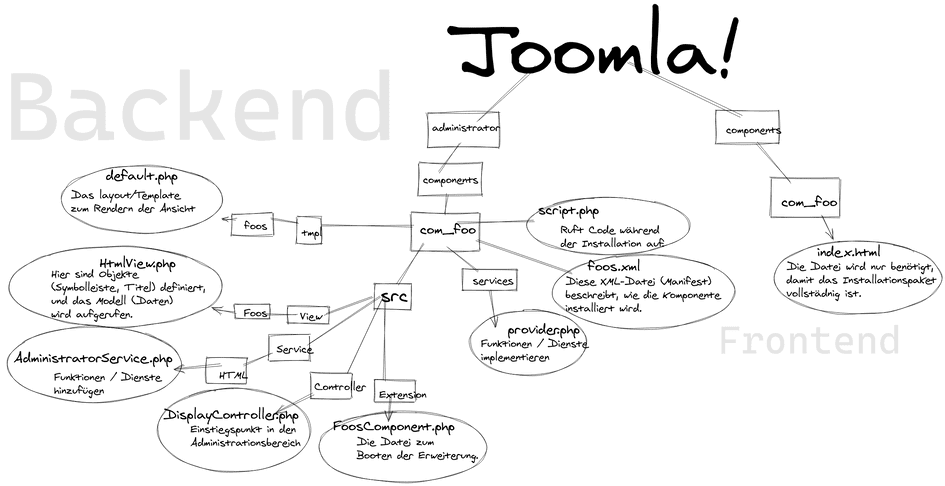 Joomla!
Backend
administrator
components
components
com_foo
default.php
Das layout/Template
zum Rendern der Ansicht
foos
tmpl
com_foo
script.php
Ruft Code während
der Installation auf
index.html
Die Datei wird nur benötigt,
damit das Installationspaket
vollstädnig ist.
HtmlView.php
Hier sind Objekte
(Symbolleiste, Titel) definiert,
und das Modell (Daten)
wird aufgerufen.
foos.xml
Diese XML-Datei (Manifest)
beschreibt, wie die Komponente
installiert wird.
services
src
Foos
View
provider.php
Funktionen / Dienste
implementieren
Frontend
Service
AdministratorService.php
Funktionen / Dienste
hinzufügen
HTML
Controller
Extension
DisplayController.php
Einstiegspunkt in den
Administrationsbereich
FoosComponent.php
Die Datei zum
Booten der Erweiterung.